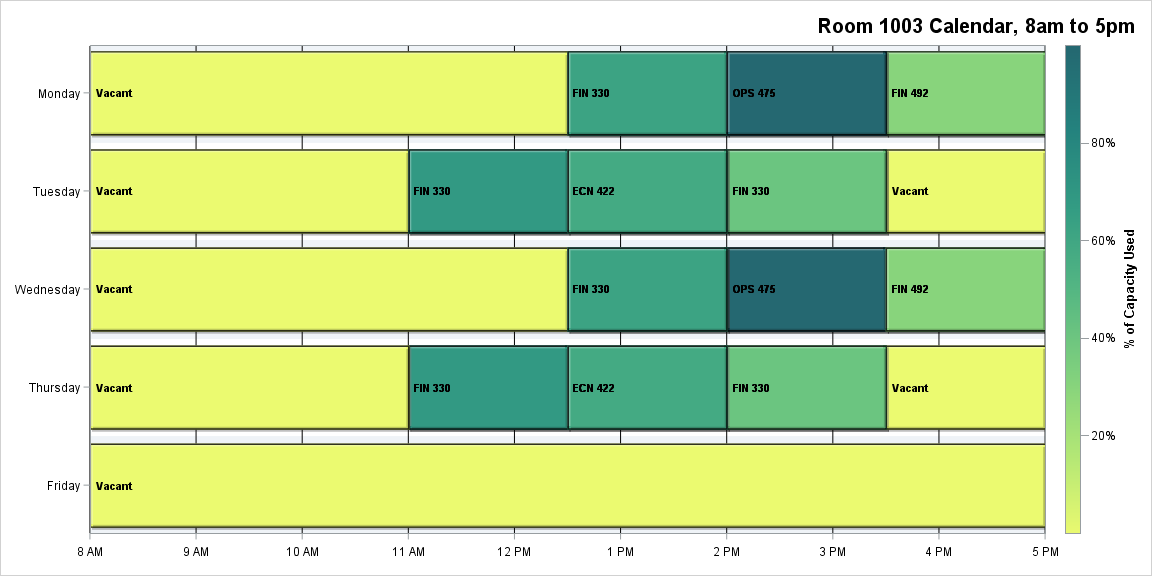 Room 1003 Calendar, 8am to 5pm
Monday Vacant FIN 330 OPS 475 FIN 492
80%
Tuesday Vacant FIN 330 ECN 422 FIN 330 Vacant
60%
Wednesday Vacant FIN 330 OPS 475 FIN 492
% of Capacity Used
40%
Thursday Vacant FIN 330 ECN 422 FIN 330 Vacant
20%
Friday Vacant
8 AM 9 AM 10 AM 11 AM 12 PM 1 PM 2 PM 3 PM 4 PM 5 PM